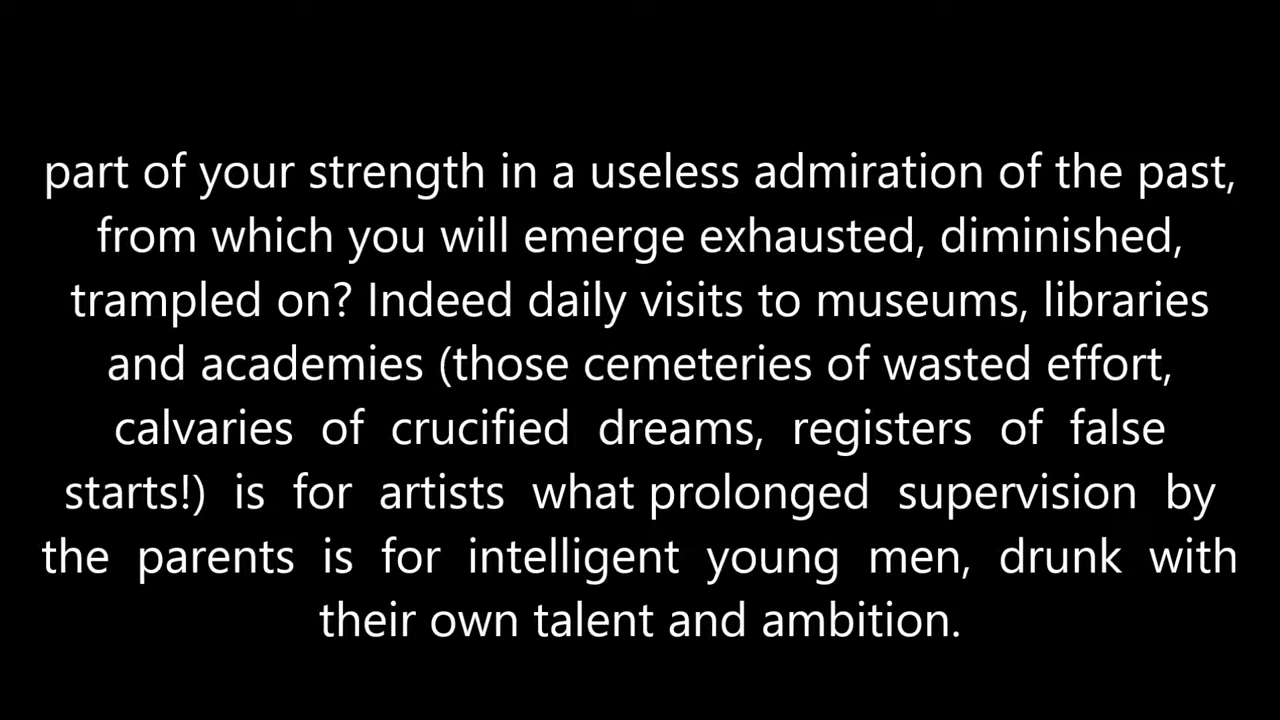 part of your strength in a useless admiration of the past,
from which you will emerge exhausted, diminished,
trampled on? Indeed daily visits to museums, libraries
and academies (those cemeteries of wasted effort,
calvaries of crucified dreams, registers of false
starts!) is for artists what prolonged supervision by
the parents is for intelligent young men, drunk with
their own talent and ambition.